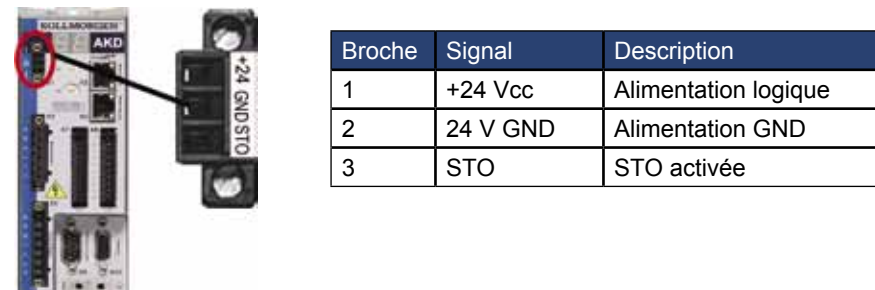 KOLLMORGEN
AKD
+24 GND STO
Broche Signal Description
1 +24 Vcc Alimentation logique
2 24 V GND Alimentation GND
3 STO STO activée